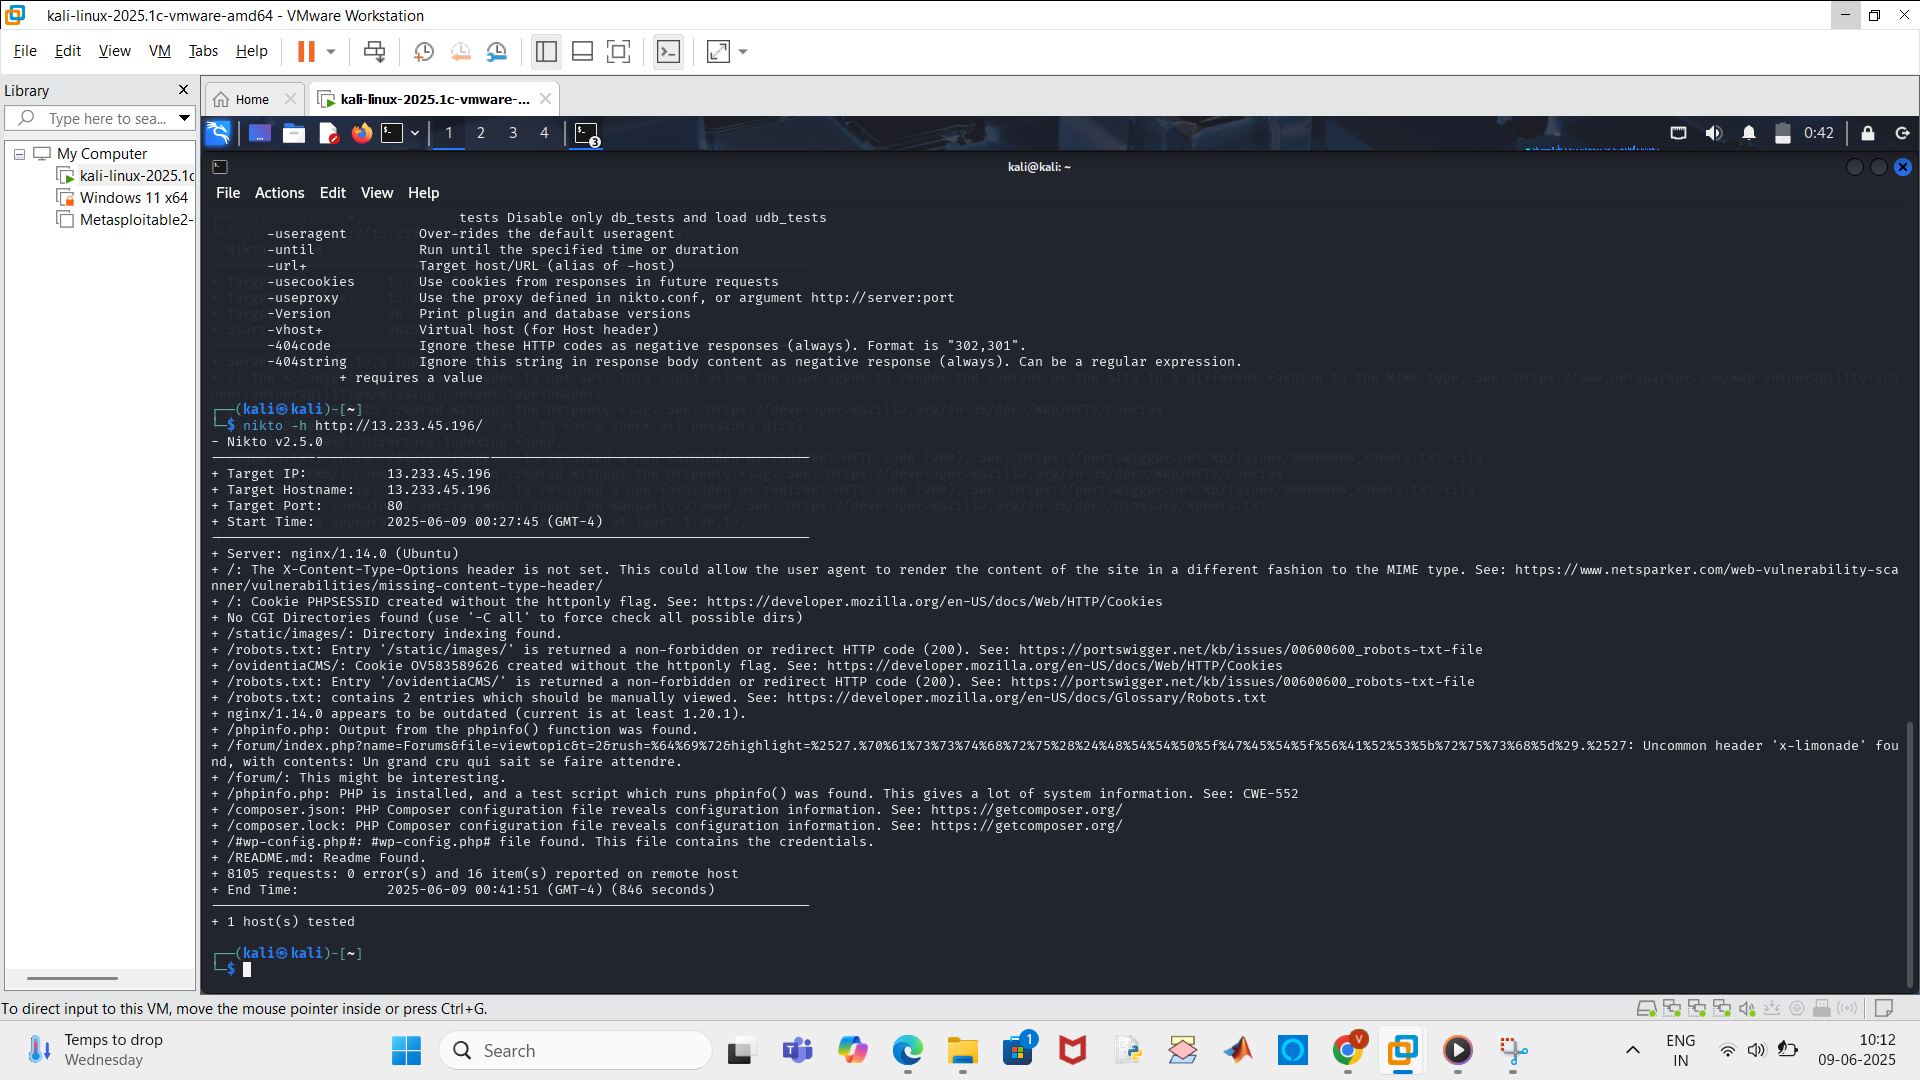 kali-linux-2025.1c-vmware-amd64 - VMware Workstation
File Edit View VM Tabs Help
Library
Home
kali-linux-2025.1c-vmware-...
Type here to sea...
1 2 3 4
3
0:42
My Computer
kali-linux-2025.1c
Windows 11 x64
Metasploitable2-
kali@kali: ~
File Actions Edit View Help
tests Disable only db_tests and load udb_tests
-useragent Over-rides the default useragent
-until Run until the specified time or duration
-url+ Target host/URL (alias of -host)
-usecookies Use cookies from responses in future requests
-useproxy Use the proxy defined in nikto.conf, or argument http://server:port
-Version Print plugin and database versions
-vhost+ Virtual host (for Host header)
-404code Ignore these HTTP codes as negative responses (always). Format is "302,301".
-404string Ignore this string in response body content as negative response (always). Can be a regular expression.
+ requires a value
┌──(kali㉿kali)-[~]
└─$ nikto -h http://13.233.45.196/
- Nikto v2.5.0
+ Target IP: 13.233.45.196
+ Target Hostname: 13.233.45.196
+ Target Port: 80
+ Start Time: 2025-06-09 00:27:45 (GMT-4)
+ Server: nginx/1.14.0 (Ubuntu)
+ /: The X-Content-Type-Options header is not set. This could allow the user agent to render the content of the site in a different fashion to the MIME type. See: https://www.netsparker.com/web-vulnerability-sca
nner/vulnerabilities/missing-content-type-header/
+ /: Cookie PHPSESSID created without the httponly flag. See: https://developer.mozilla.org/en-US/docs/Web/HTTP/Cookies
+ No CGI Directories found (use '-C all' to force check all possible dirs)
+ /static/images/: Directory indexing found.
+ /robots.txt: Entry '/static/images/' is returned a non-forbidden or redirect HTTP code (200). See: https://portswigger.net/kb/issues/00600600_robots-txt-file
+ /ovidentiaCMS/: Cookie OV583589626 created without the httponly flag. See: https://developer.mozilla.org/en-US/docs/Web/HTTP/Cookies
+ /robots.txt: Entry '/ovidentiaCMS/' is returned a non-forbidden or redirect HTTP code (200). See: https://portswigger.net/kb/issues/00600600_robots-txt-file
+ /robots.txt: contains 2 entries which should be manually viewed. See: https://developer.mozilla.org/en-US/docs/Glossary/Robots.txt
+ nginx/1.14.0 appears to be outdated (current is at least 1.20.1).
+ /phpinfo.php: Output from the phpinfo() function was found.
+ /forum/index.php?name=Forums&file=viewtopic&t=2&rush=%64%69%72&highlight=%2527.%70%61%73%73%74%68%72%75%28%24%48%54%54%50%5f%47%45%54%5f%56%41%52%53%5b%72%75%73%68%5d%29.%2527: Uncommon header 'x-limonade' fou
nd, with contents: Un grand cru qui sait se faire attendre.
+ /forum/: This might be interesting.
+ /phpinfo.php: PHP is installed, and a test script which runs phpinfo() was found. This gives a lot of system information. See: CWE-552
+ /composer.json: PHP Composer configuration file reveals configuration information. See: https://getcomposer.org/
+ /composer.lock: PHP Composer configuration file reveals configuration information. See: https://getcomposer.org/
+ /#wp-config.php#: #wp-config.php# file found. This file contains the credentials.
+ /README.md: Readme Found.
+ 8105 requests: 0 error(s) and 16 item(s) reported on remote host
+ End Time: 2025-06-09 00:41:51 (GMT-4) (846 seconds)
+ 1 host(s) tested
┌──(kali㉿kali)-[~]
└─$
To direct input to this VM, move the mouse pointer inside or press Ctrl+G.
Temps to drop
Wednesday
Search
1
V
ENG
IN
10:12
09-06-2025